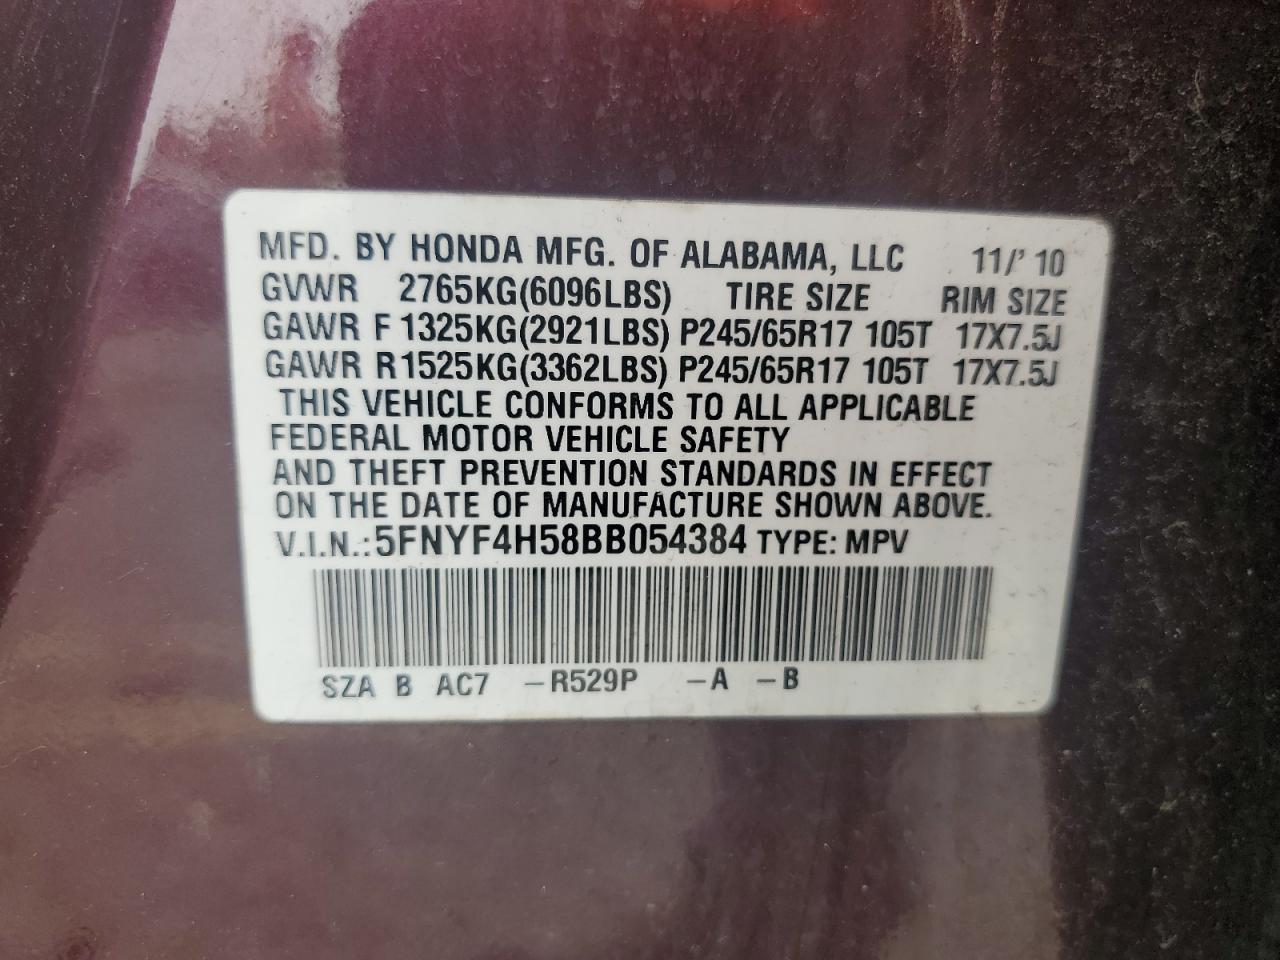 MFD. BY HONDA MFG. OF ALABAMA, LLC 11/'10
GVWR 2765KG(6096LBS) TIRE SIZE RIM SIZE
GAWR F 1325KG(2921LBS) P245/65R17 105T 17X7.5J
GAWR R 1525KG(3362LBS) P245/65R17 105T 17X7.5J
THIS VEHICLE CONFORMS TO ALL APPLICABLE
FEDERAL MOTOR VEHICLE SAFETY
AND THEFT PREVENTION STANDARDS IN EFFECT
ON THE DATE OF MANUFACTURE SHOWN ABOVE.
V.I.N.:5FNYF4H58BB054384 TYPE: MPV
SZA B AC7 -R529P -A -B